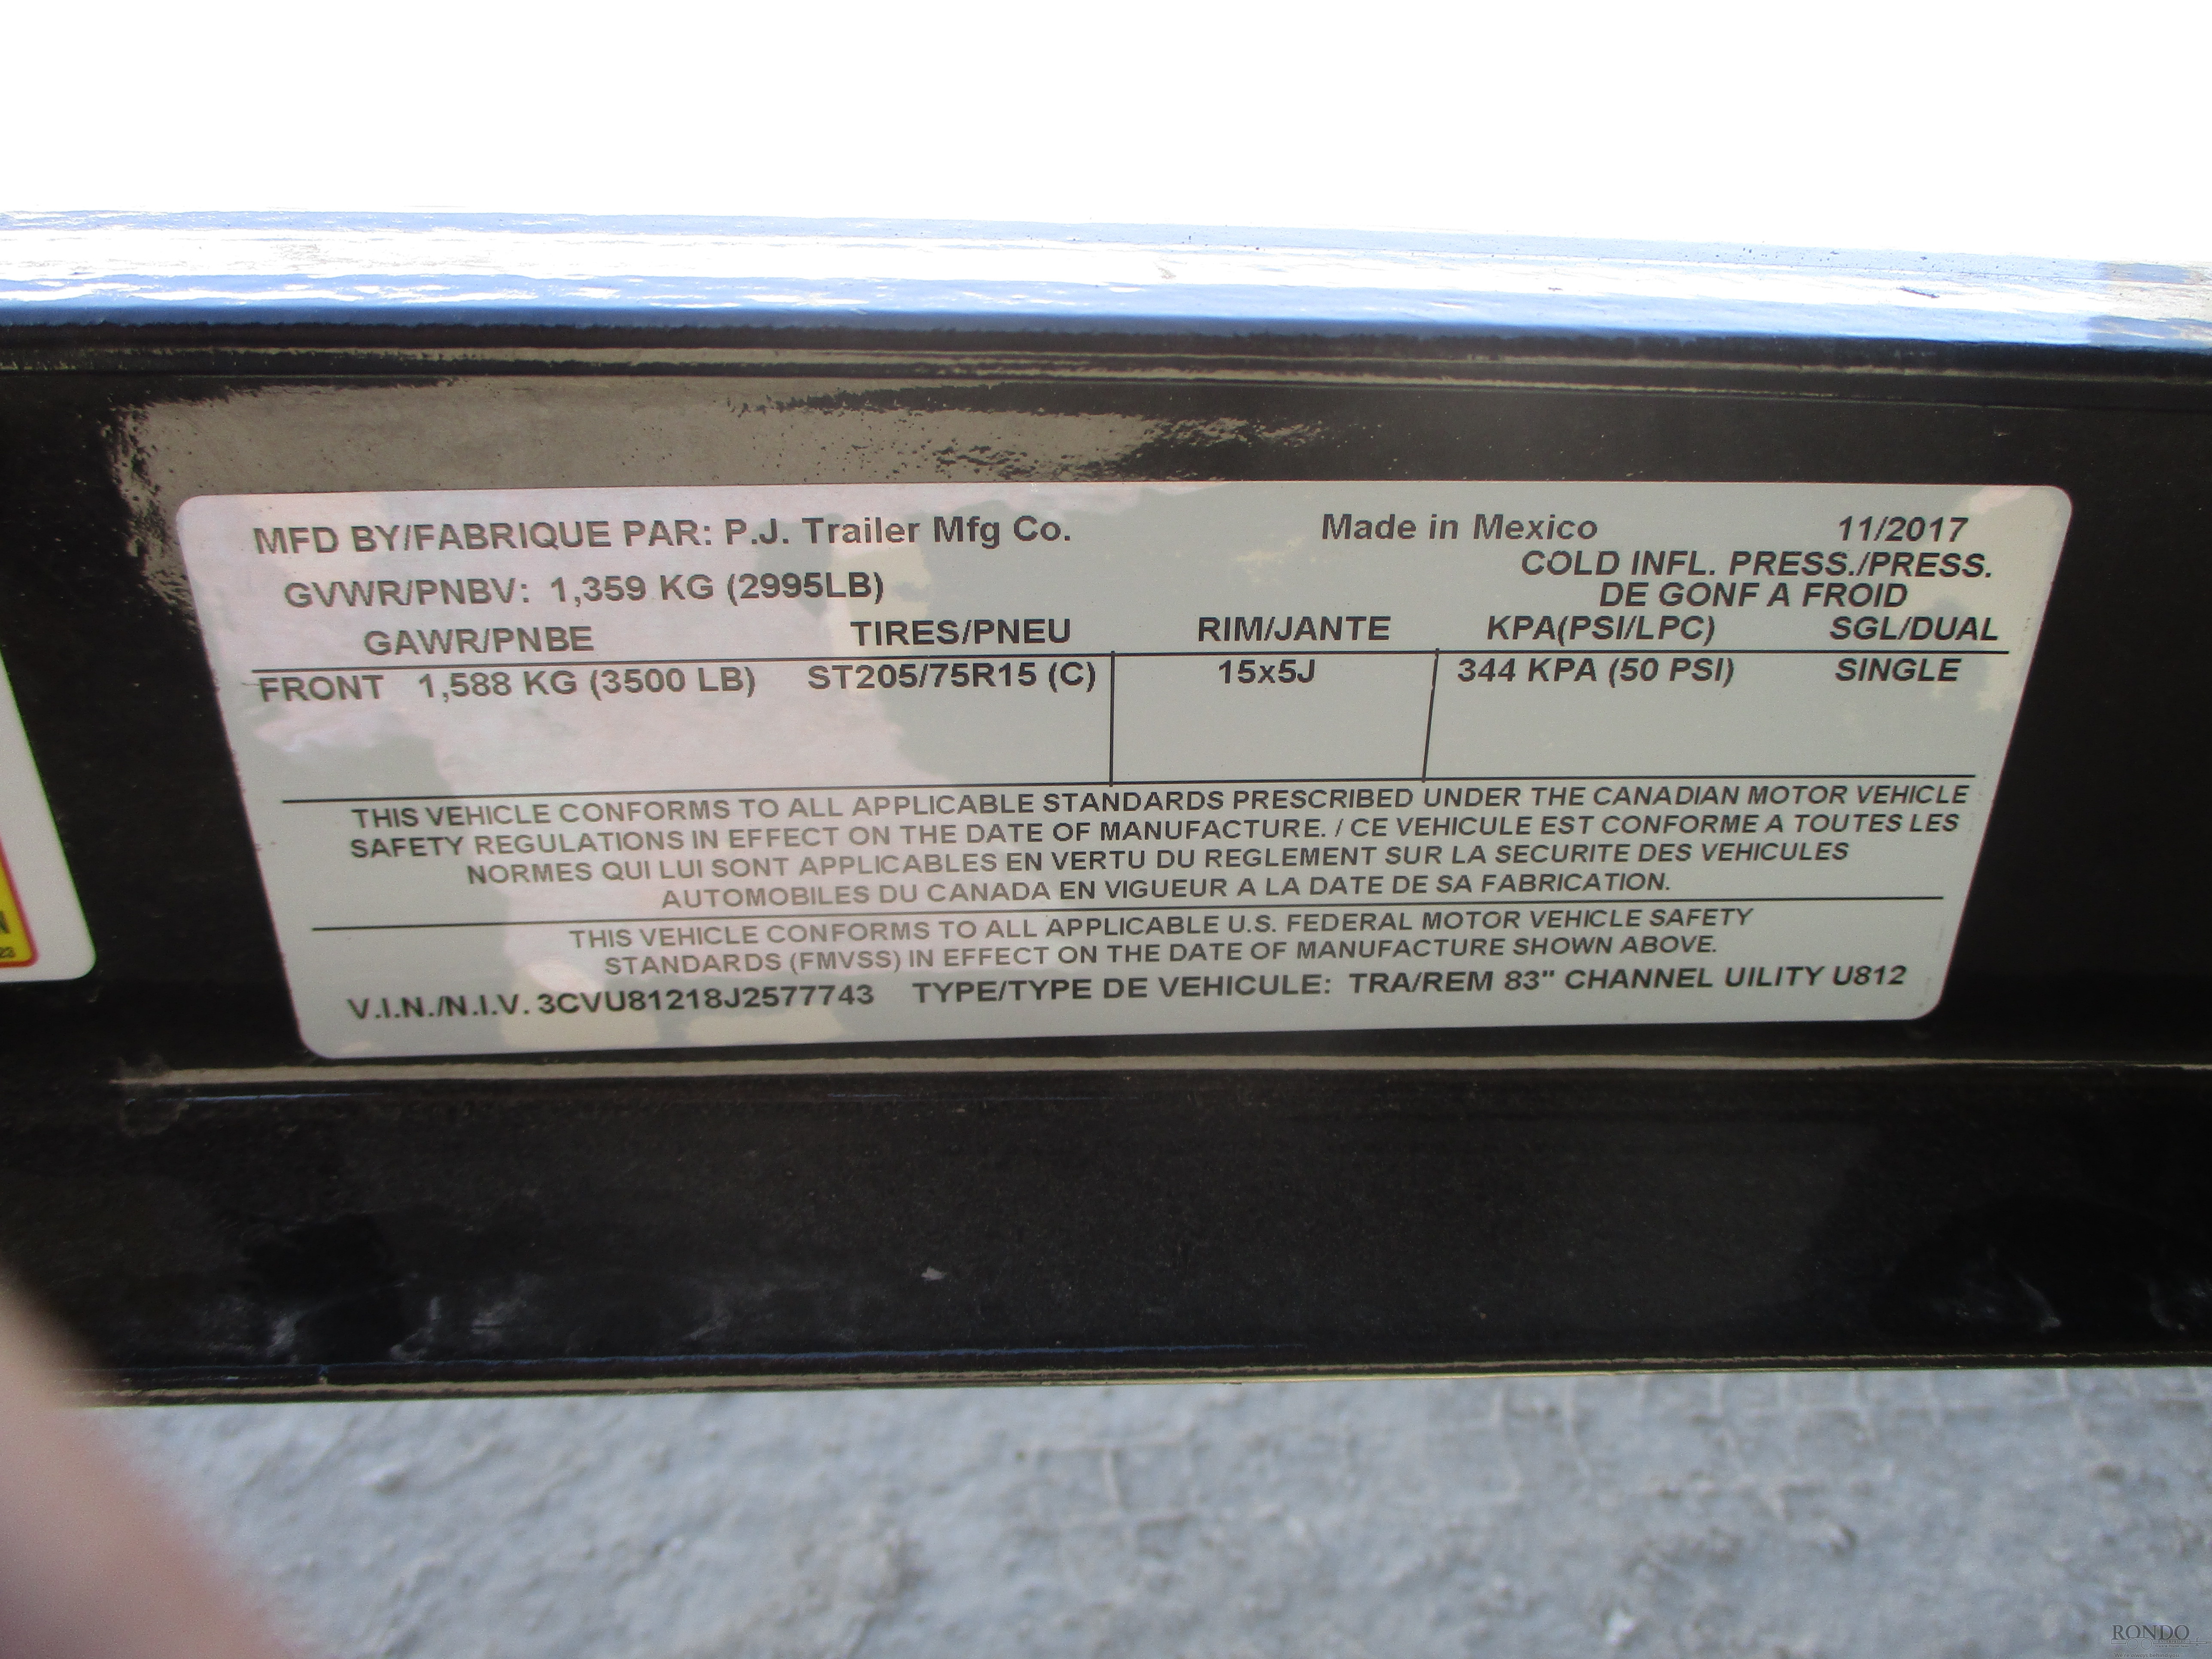 MFD BY/FABRIQUE PAR: P.J. Trailer Mfg Co. Made in Mexico 11/2017
GVWR/PNBV: 1,359 KG (2995LB) COLD INFL. PRESS./PRESS.
DE GONF A FROID
GAWR/PNBE TIRES/PNEU RIM/JANTE KPA(PSI/LPC) SGL/DUAL
FRONT 1,588 KG (3500 LB) ST205/75R15 (C) 15x5J 344 KPA (50 PSI) SINGLE
THIS VEHICLE CONFORMS TO ALL APPLICABLE STANDARDS PRESCRIBED UNDER THE CANADIAN MOTOR VEHICLE
SAFETY REGULATIONS IN EFFECT ON THE DATE OF MANUFACTURE. / CE VEHICULE EST CONFORME A TOUTES LES
NORMES QUI LUI SONT APPLICABLES EN VERTU DU REGLEMENT SUR LA SECURITE DES VEHICULES
AUTOMOBILES DU CANADA EN VIGUEUR A LA DATE DE SA FABRICATION.
THIS VEHICLE CONFORMS TO ALL APPLICABLE U.S. FEDERAL MOTOR VEHICLE SAFETY
STANDARDS (FMVSS) IN EFFECT ON THE DATE OF MANUFACTURE SHOWN ABOVE.
V.I.N./N.I.V. 3CVU81218J2577743 TYPE/TYPE DE VEHICULE: TRA/REM 83" CHANNEL UILITY U812
RONDO